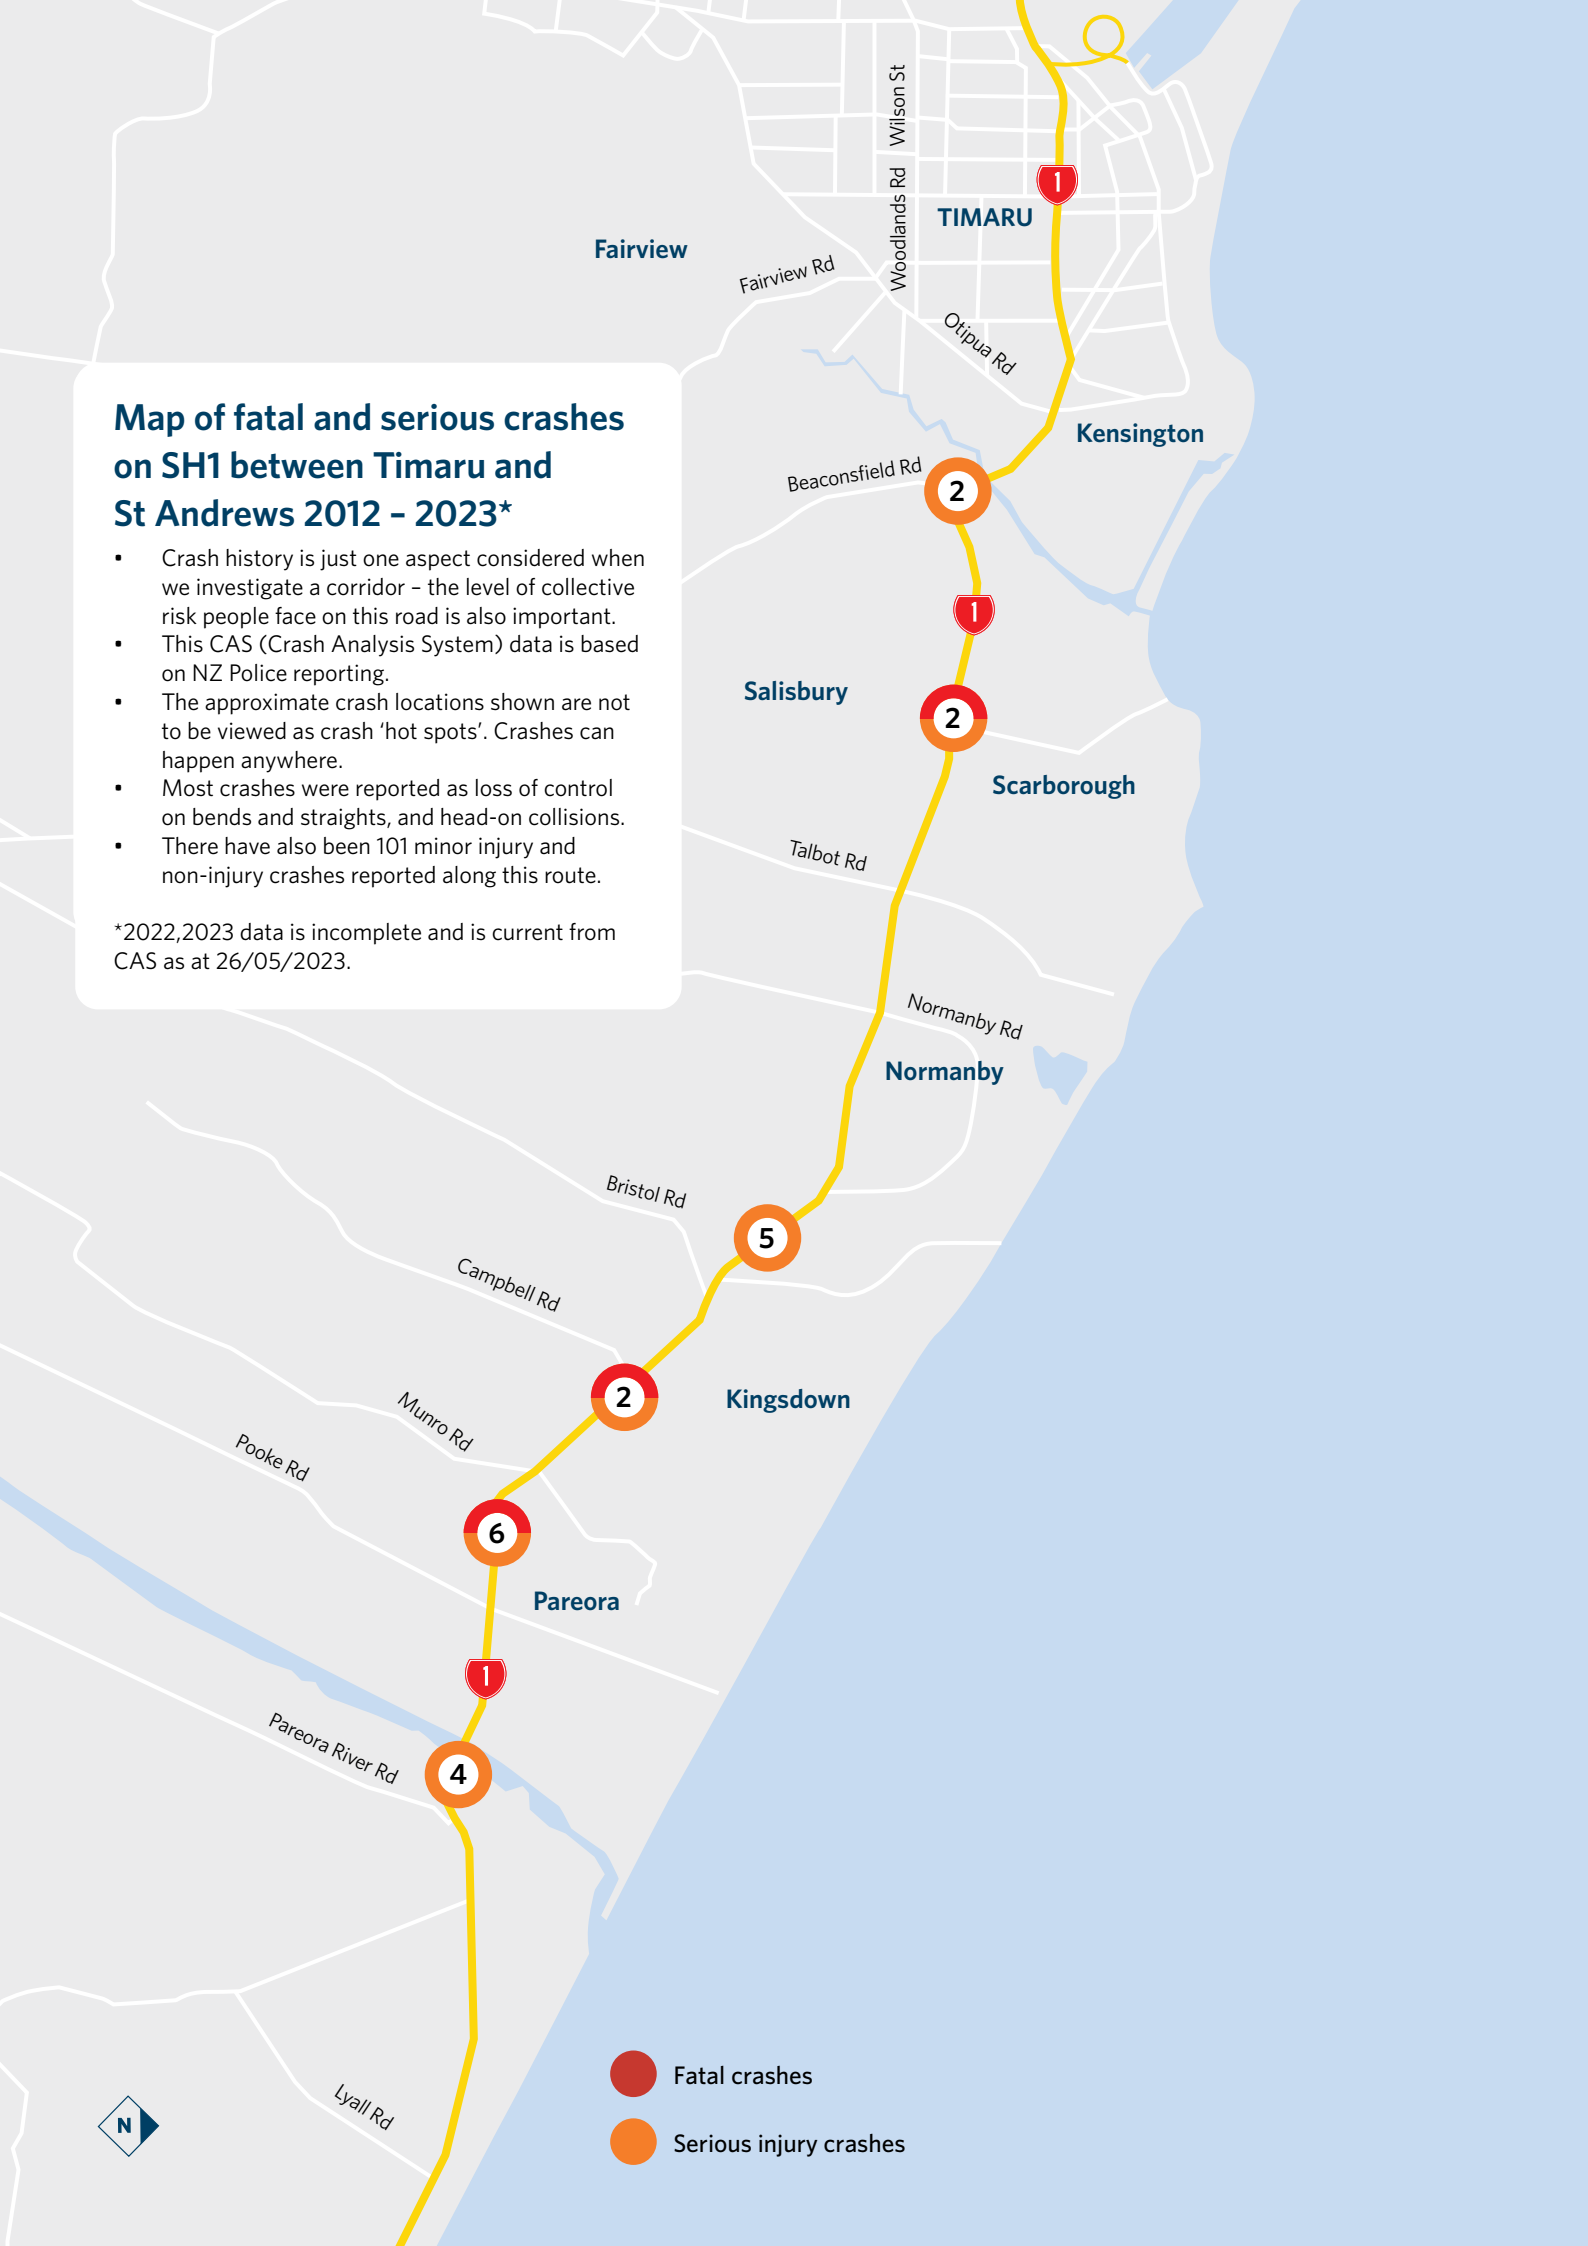 Wilson St
1
Woodlands Rd
TIMARU
Fairview
Fairview Rd
Otipua Rd
Map of fatal and serious crashes
on SH1 between Timaru and
St Andrews 2012 – 2023*
• Crash history is just one aspect considered when
we investigate a corridor – the level of collective
risk people face on this road is also important.
• This CAS (Crash Analysis System) data is based
on NZ Police reporting.
• The approximate crash locations shown are not
to be viewed as crash ‘hot spots’. Crashes can
happen anywhere.
• Most crashes were reported as loss of control
on bends and straights, and head-on collisions.
• There have also been 101 minor injury and
non-injury crashes reported along this route.
*2022,2023 data is incomplete and is current from
CAS as at 26/05/2023.
Kensington
Beaconsfield Rd
2
1
Salisbury
2
Scarborough
Talbot Rd
Normanby Rd
Normanby
Bristol Rd
5
Campbell Rd
2
Kingsdown
Munro Rd
Pooke Rd
6
Pareora
1
Pareora River Rd
4
Fatal crashes
Lyall Rd
N
Serious injury crashes